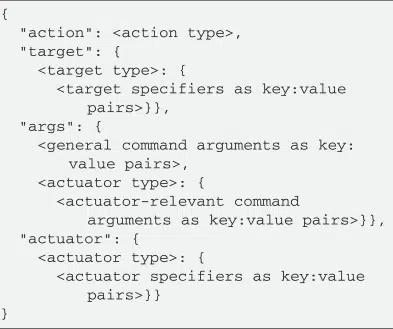 {
"action": <action type>,
"target": {
<target type>: {
<target specifiers as key:value
pairs>}},
"args": {
<general command arguments as key:
value pairs>,
<actuator type>: {
<actuator-relevant command
arguments as key:value pairs>}},
"actuator": {
<actuator type>: {
<actuator specifiers as key:value
pairs>}}
}